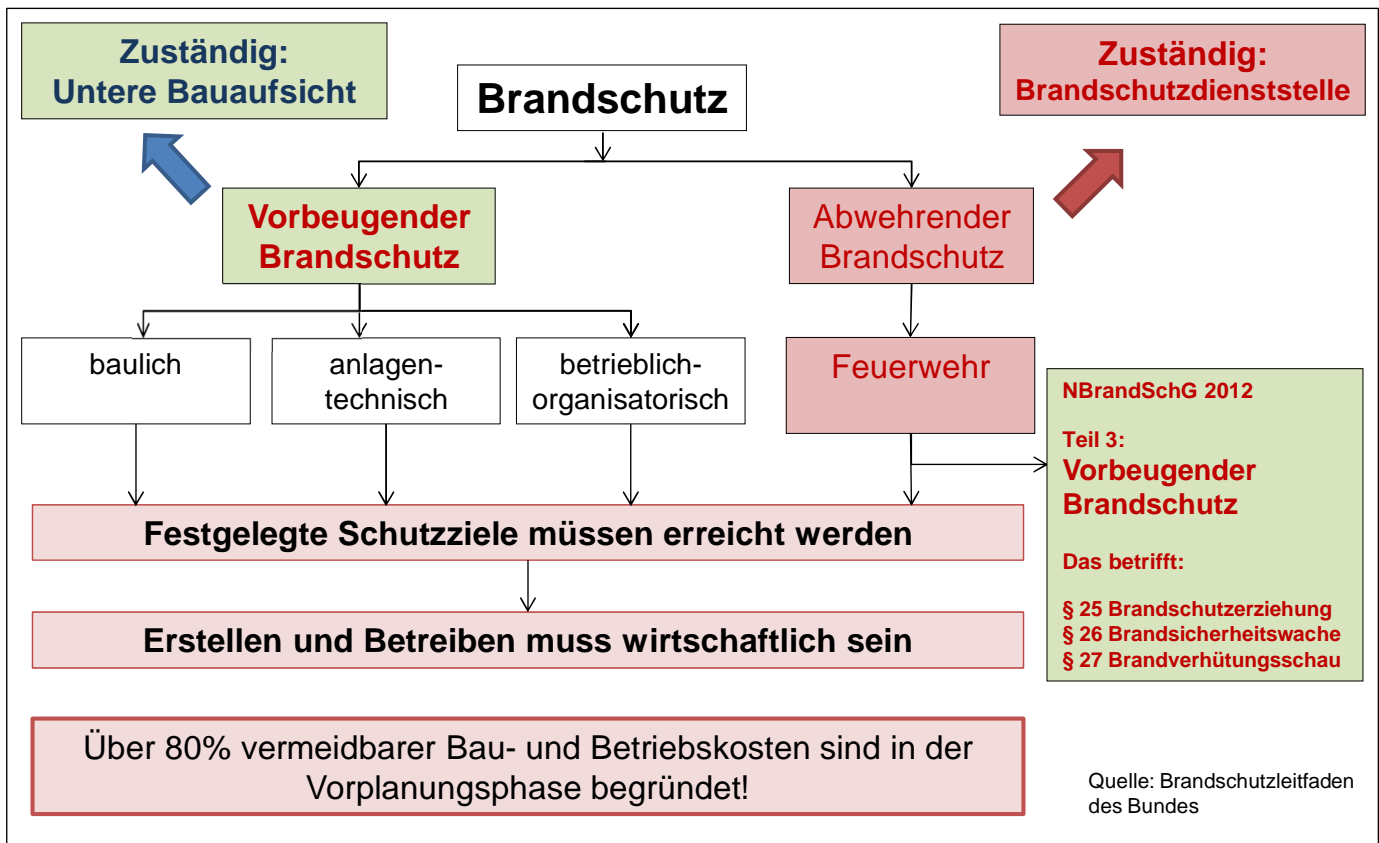 Zuständig:
Untere Bauaufsicht
Brandschutz
Zuständig:
Brandschutzdienststelle
Vorbeugender
Brandschutz
Abwehrender
Brandschutz
baulich
anlagen-
technisch
betrieblich-
organisatorisch
Feuerwehr
NBrandSchG 2012
Teil 3:
Vorbeugender
Brandschutz
Das betrifft:
§ 25 Brandschutzerziehung
§ 26 Brandsicherheitswache
§ 27 Brandverhütungsschau
Festgelegte Schutzziele müssen erreicht werden
Erstellen und Betreiben muss wirtschaftlich sein
Über 80% vermeidbarer Bau- und Betriebskosten sind in der
Vorplanungsphase begründet!
Quelle: Brandschutzleitfaden
des Bundes